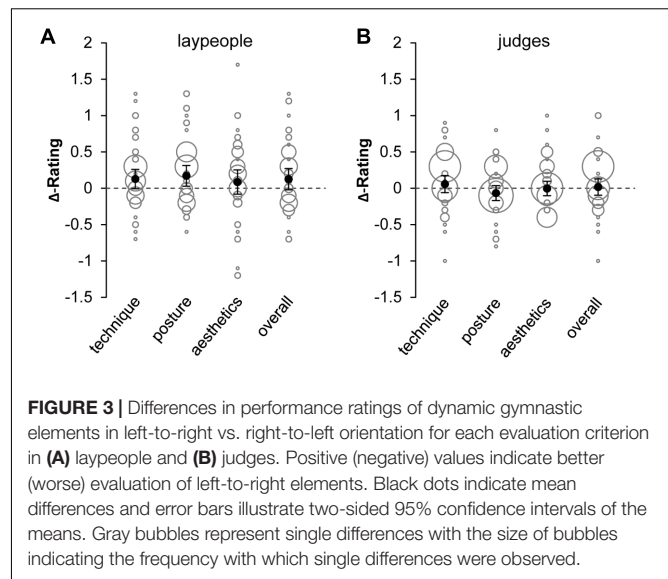 A
laypeople
B
judges
Δ-Rating
2
1.5
1
0.5
0
-0.5
-1
-1.5
technique
posture
aesthetics
overall
Δ-Rating
2
1.5
1
0.5
0
-0.5
-1
-1.5
technique
posture
aesthetics
overall
FIGURE 3 | Differences in performance ratings of dynamic gymnastic
elements in left-to-right vs. right-to-left orientation for each evaluation criterion
in (A) laypeople and (B) judges. Positive (negative) values indicate better
(worse) evaluation of left-to-right elements. Black dots indicate mean
differences and error bars illustrate two-sided 95% confidence intervals of the
means. Gray bubbles represent single differences with the size of bubbles
indicating the frequency with which single differences were observed.